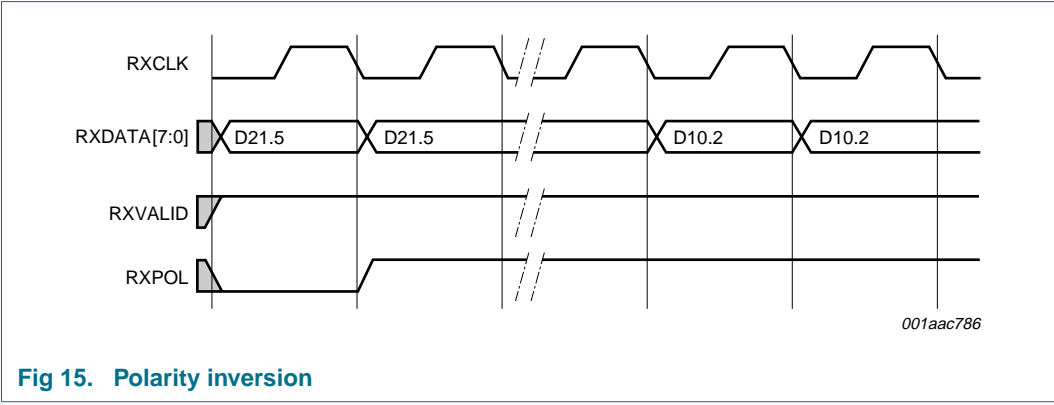 RXCLK
RXDATA[7:0] D21.5 D21.5 D10.2 D10.2
RXVALID
RXPOL
001aac786
Fig 15. Polarity inversion